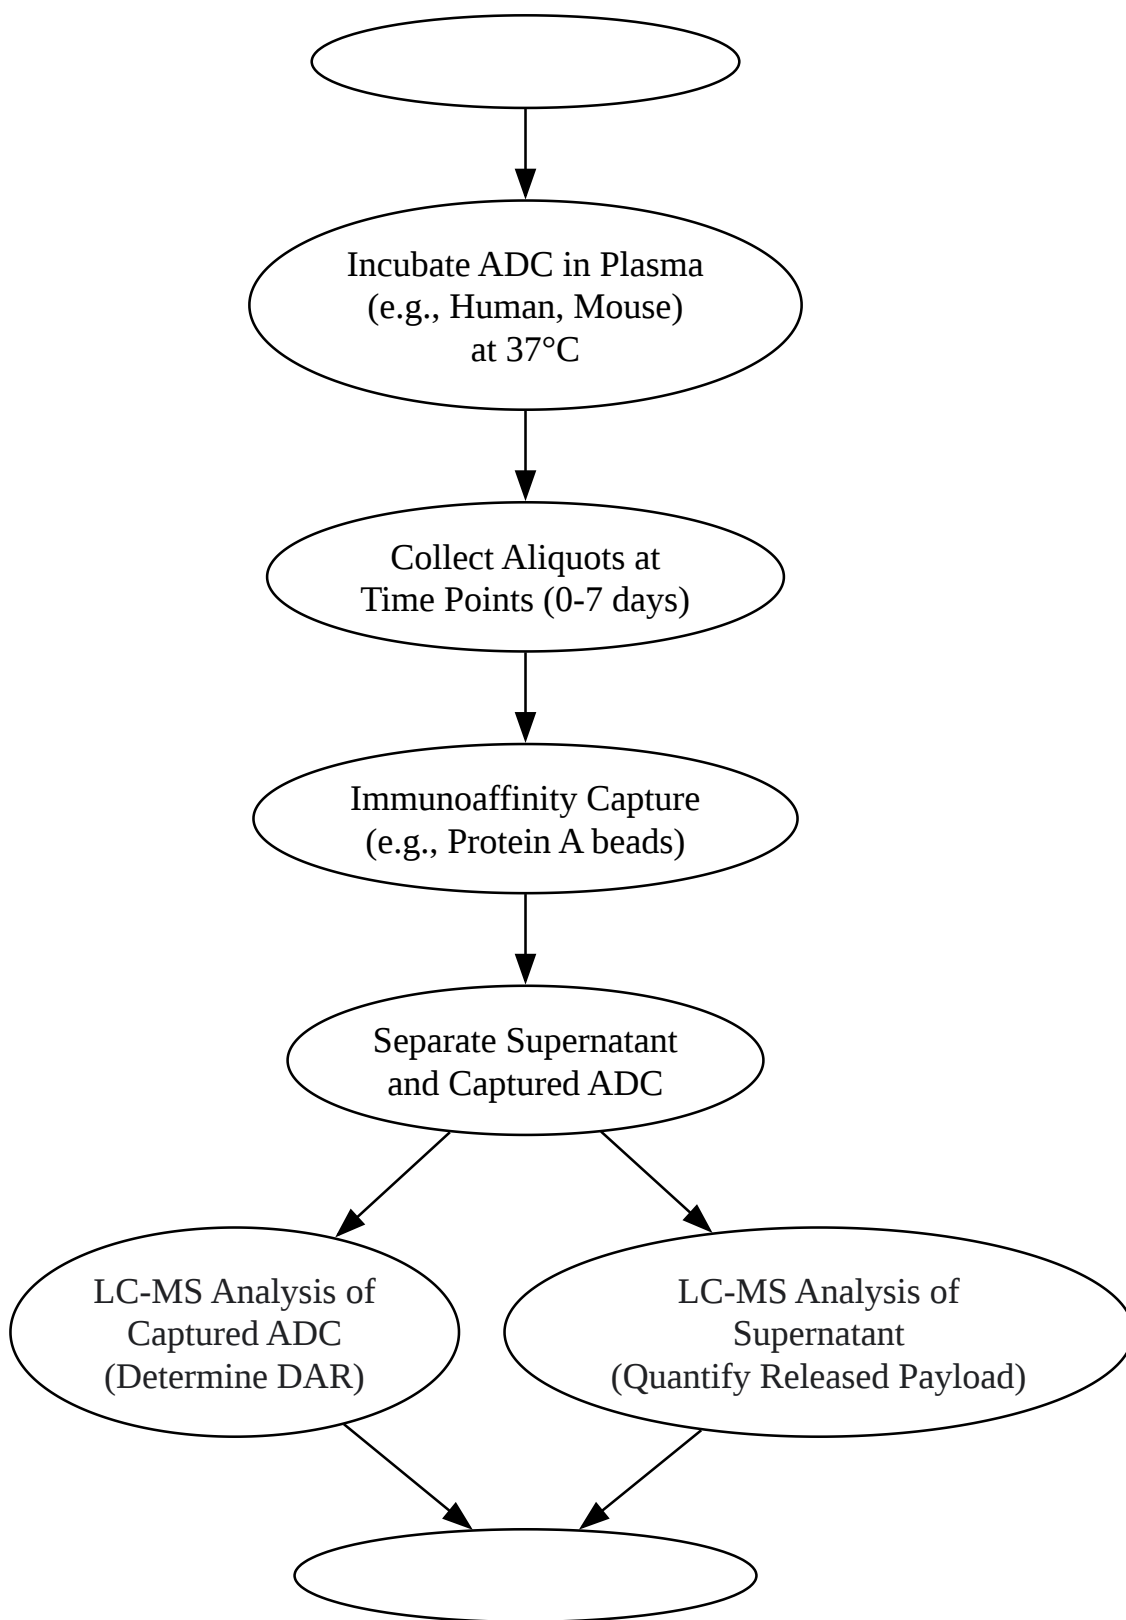 Incubate ADC in Plasma
(e.g., Human, Mouse)
at 37°C
Collect Aliquots at
Time Points (0-7 days)
Immunoaffinity Capture
(e.g., Protein A beads)
Separate Supernatant
and Captured ADC
LC-MS Analysis of
Captured ADC
(Determine DAR)
LC-MS Analysis of
Supernatant
(Quantify Released Payload)